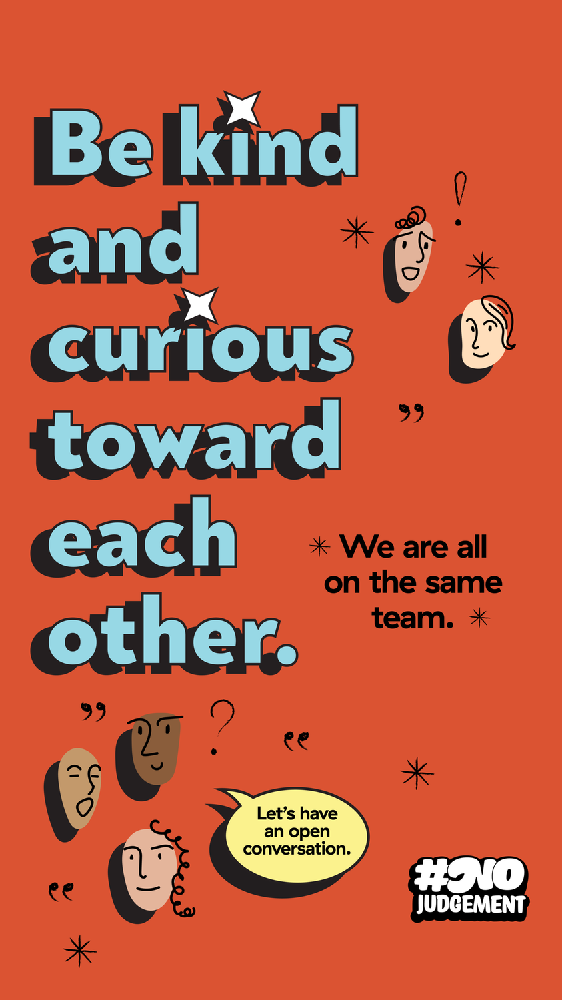 Be kind
and
curious
toward
each
other.
We are all
on the same
team.
Let's have
an open
conversation.
#NO
JUDGEMENT